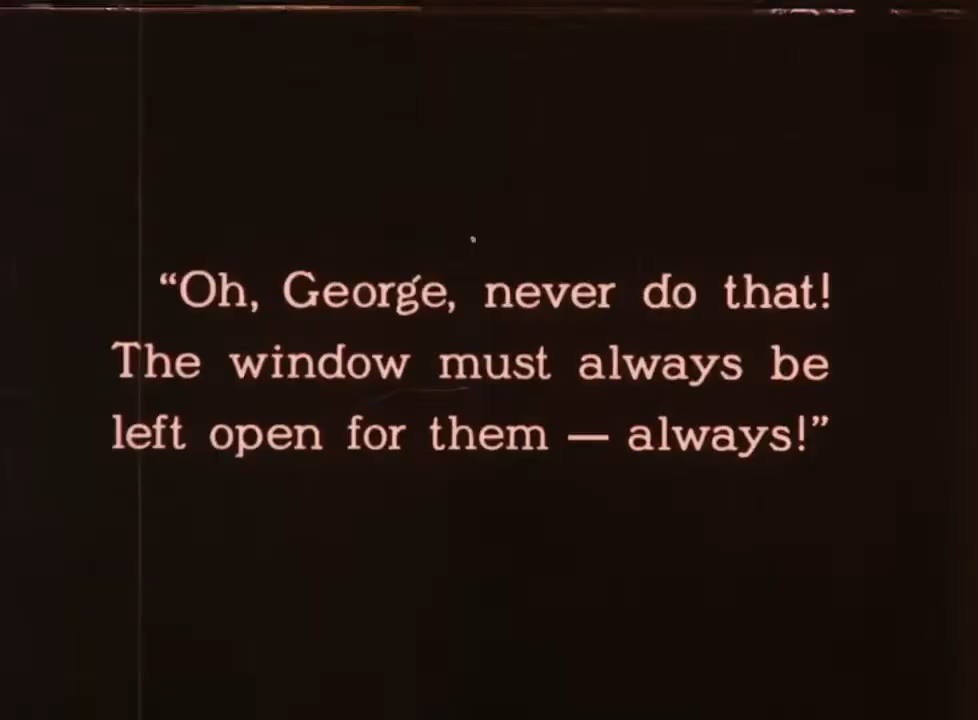 “Oh, George, never do that!
The window must always be
left open for them — always!”